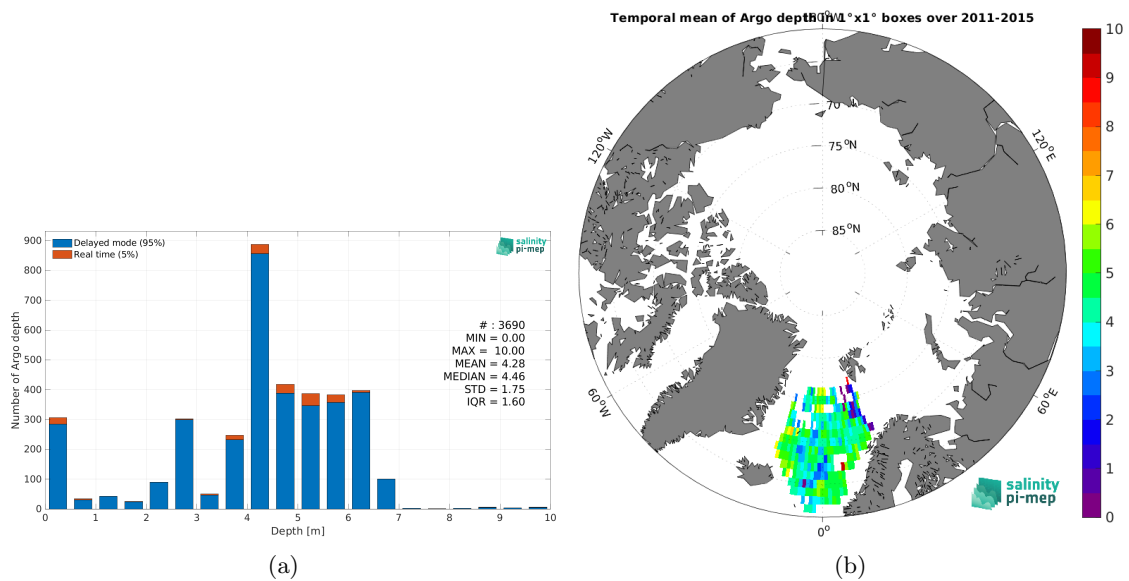 Temporal mean of Argo depth in 1°x1° boxes over 2011-2015
120°W
70
75°N
80°N
85°N
120°E
60°W
60°E
0°
10
9
8
7
6
5
4
3
2
1
0
salinity
pi-mep
Delayed mode (95%)
Real time (5%)
salinity
pi-mep
# : 3690
MIN = 0.00
MAX = 10.00
MEAN = 4.28
MEDIAN = 4.46
STD = 1.75
IQR = 1.60
Number of Argo depth
900
800
700
600
500
400
300
200
100
0
0 1 2 3 4 5 6 7 8 9 10
Depth [m]
(a)
(b)